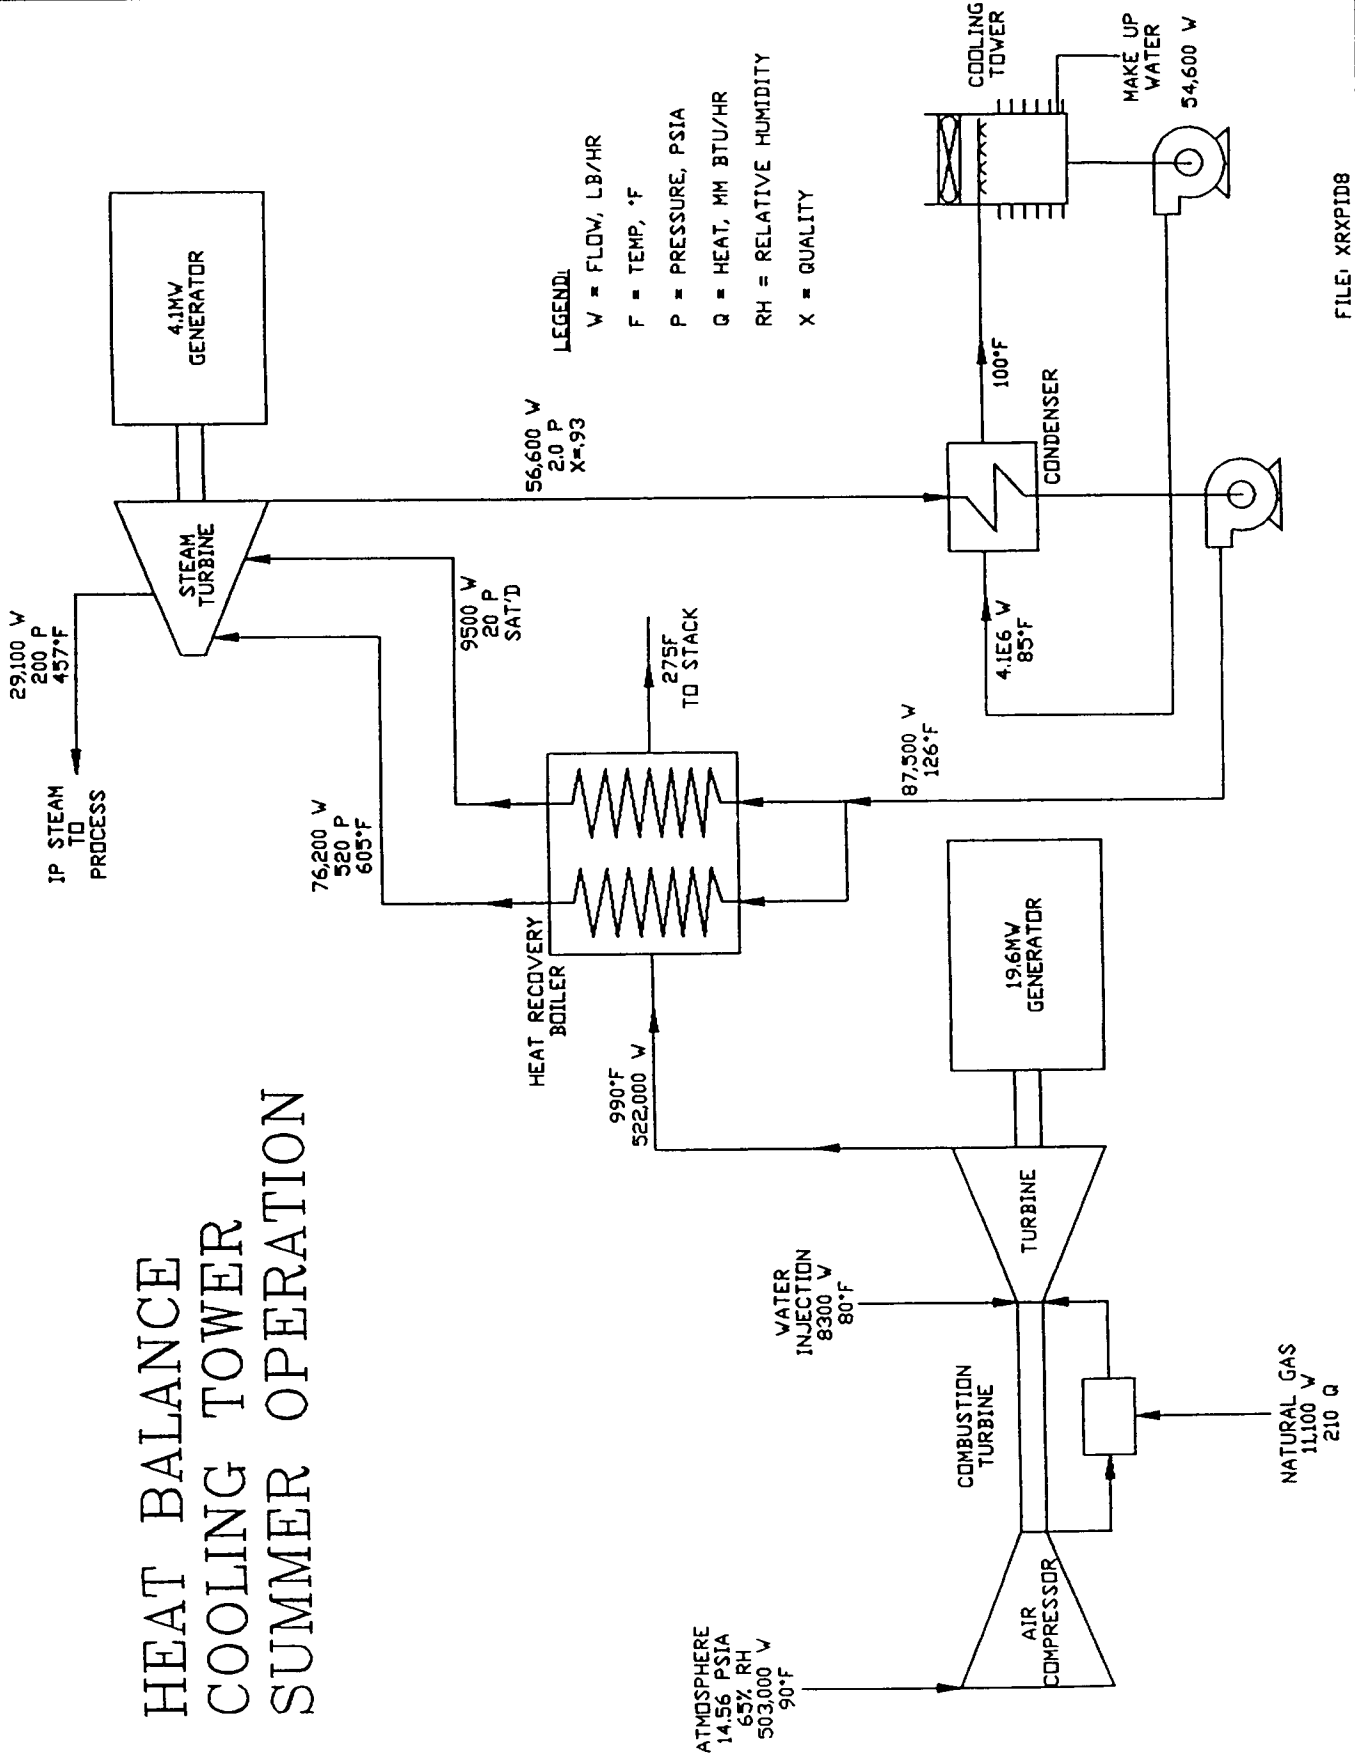 HEAT BALANCE
COOLING TOWER
SUMMER OPERATION
IP STEAM
TO
PROCESS
29,100 W
200 P
457°F
STEAM
TURBINE
4.1MW
GENERATOR
76,200 W
520 P
605°F
9500 W
20 P
SAT'D
56,600 W
2.0 P
X=.93
LEGEND:
W = FLOW, LB/HR
F = TEMP, °F
P = PRESSURE, PSIA
Q = HEAT, MM BTU/HR
RH = RELATIVE HUMIDITY
X = QUALITY
HEAT RECOVERY
BOILER
275F
TO STACK
990°F
522,000 W
87,500 W
126°F
4.1E6 W
85°F
100°F
CONDENSER
COOLING
TOWER
MAKE UP
WATER
54,600 W
ATMOSPHERE
14.56 PSIA
65% RH
503,000 W
90°F
AIR
COMPRESSOR
COMBUSTION
TURBINE
WATER
INJECTION
8300 W
80°F
TURBINE
19.6MW
GENERATOR
NATURAL GAS
11,100 W
210 Q
FILE: XRXPID8